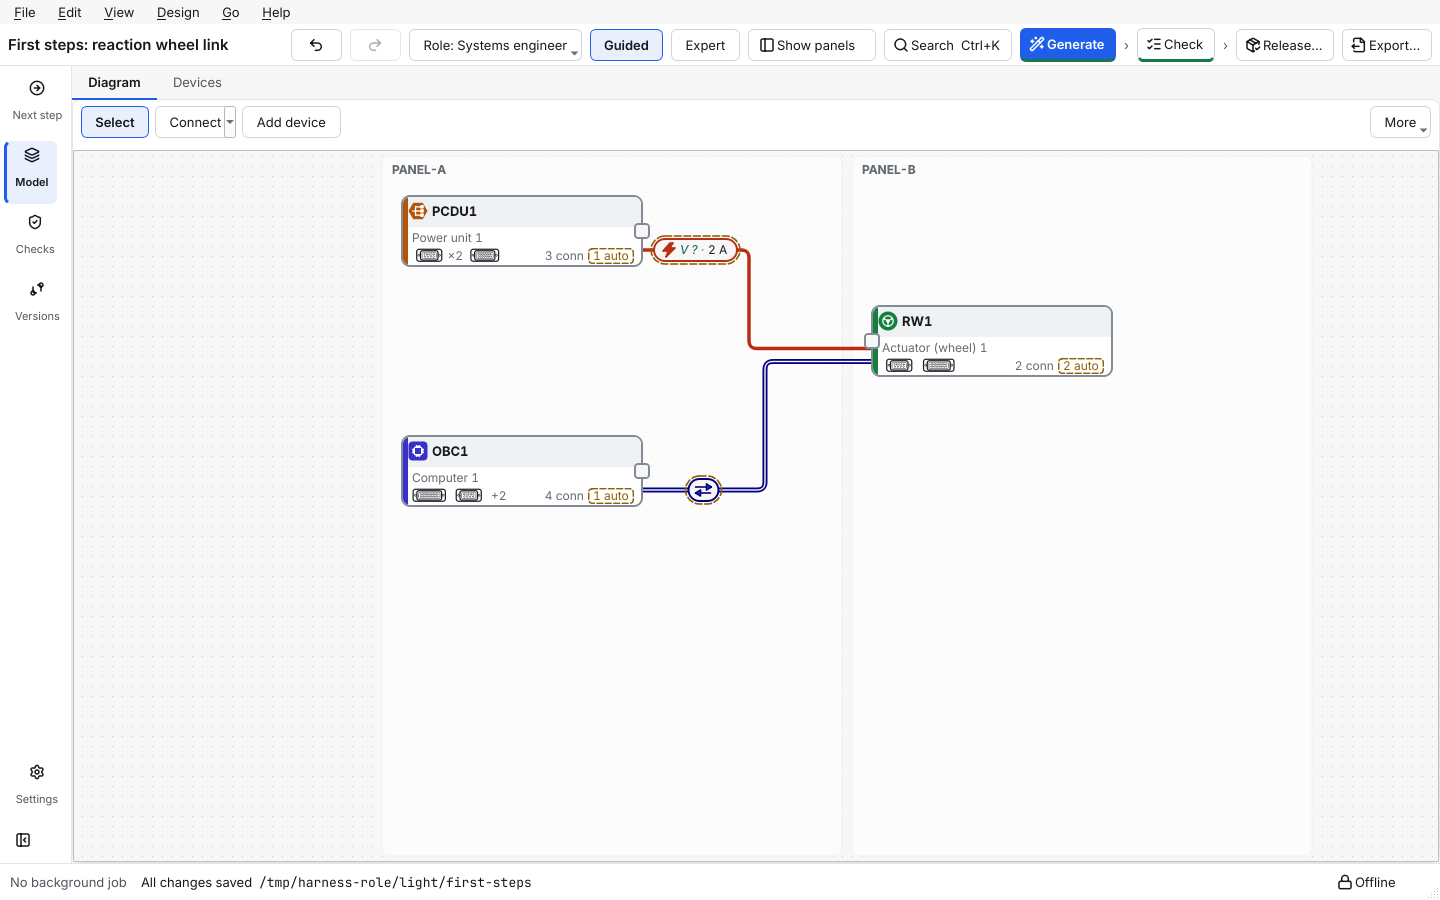 File Edit View Design Go Help
First steps: reaction wheel link
Role: Systems engineer
Guided
Expert
Show panels
Search Ctrl+K
Generate
›
Check
›
Release...
Export...
Next step
Model
Checks
Versions
Settings
Diagram Devices
Select
Connect
Add device
More
PANEL-A
PANEL-B
PCDU1
Power unit 1
×2
3 conn 1 auto
V ? · 2 A
RW1
Actuator (wheel) 1
2 conn 2 auto
OBC1
Computer 1
+2
4 conn 1 auto
No background job All changes saved /tmp/harness-role/light/first-steps
Offline